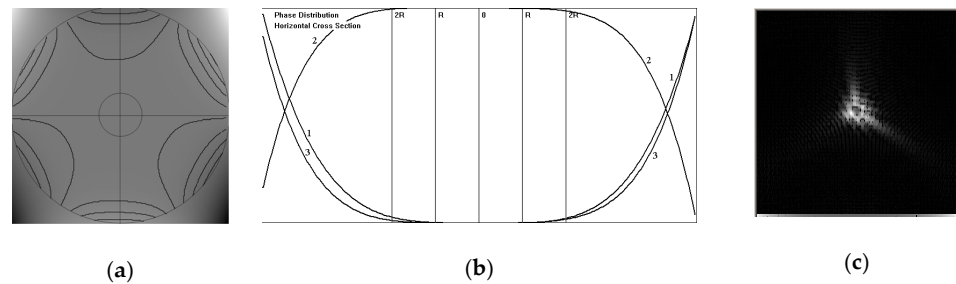 Phase Distribution
Horizontal Cross Section
2R
R
0
R
2R
2
2
1
1
3
3
(a)
(b)
(c)